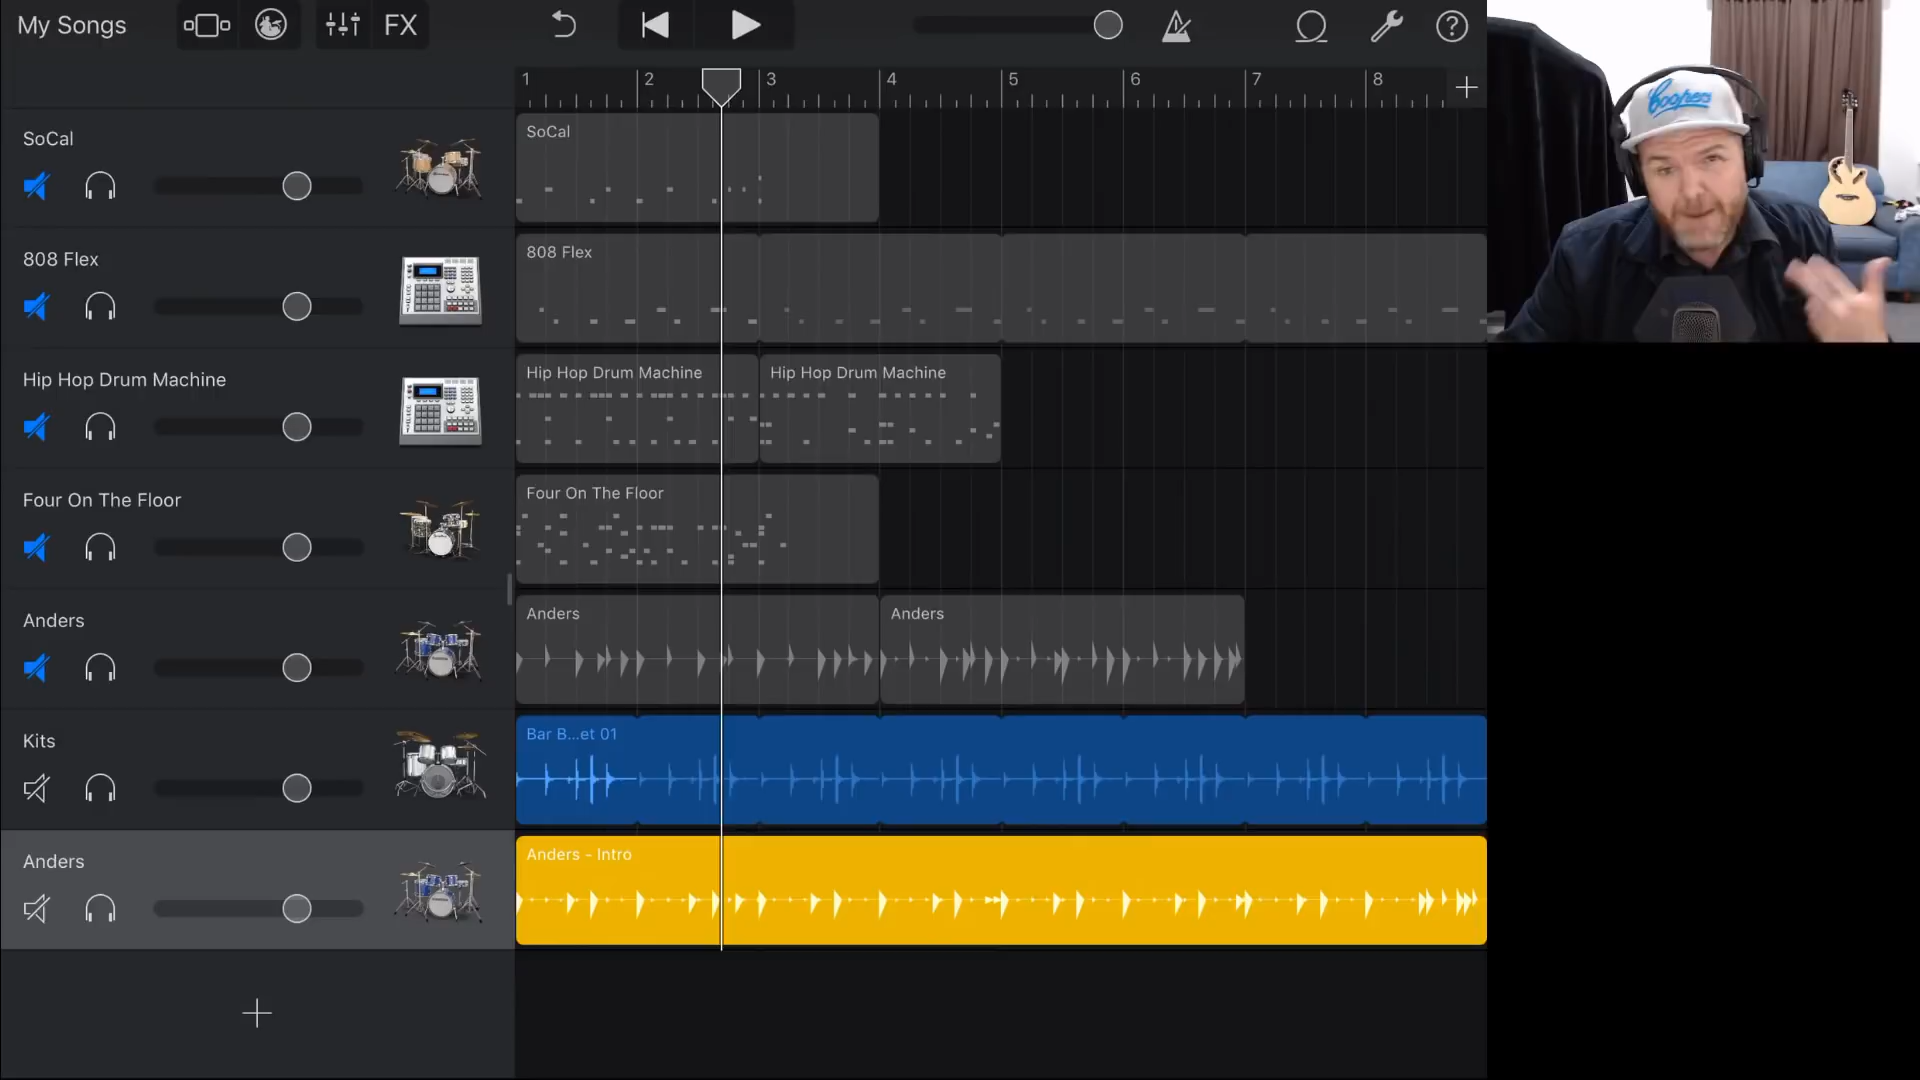 My Songs
FX
1 2 3 4 5 6 7 8
SoCal
SoCal
808 Flex
808 Flex
Hip Hop Drum Machine
Hip Hop Drum Machine
Hip Hop Drum Machine
Four On The Floor
Four On The Floor
Anders
Anders
Anders
Kits
Bar B...et 01
Anders
Anders - Intro
Coopers